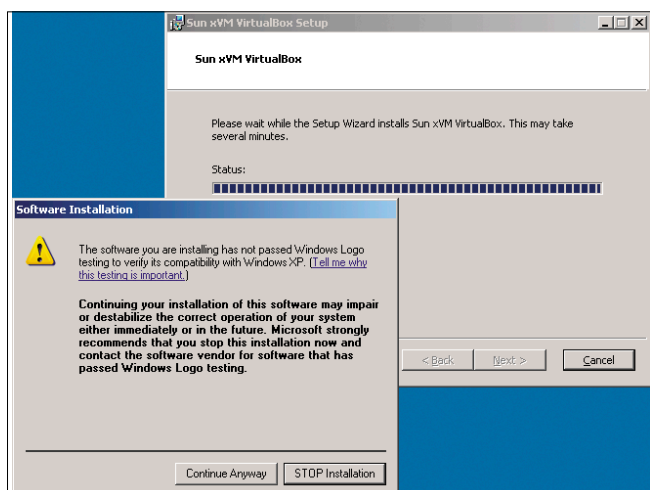 Sun xVM VirtualBox Setup
Sun xVM VirtualBox
Please wait while the Setup Wizard installs Sun xVM VirtualBox. This may take
several minutes.
Status:
Software Installation
The software you are installing has not passed Windows Logo
testing to verify its compatibility with Windows XP. (Tell me why
this testing is important.)
Continuing your installation of this software may impair
or destabilize the correct operation of your system
either immediately or in the future. Microsoft strongly
recommends that you stop this installation now and
contact the software vendor for software that has
passed Windows Logo testing.
Continue Anyway STOP Installation
< Back Next > Cancel